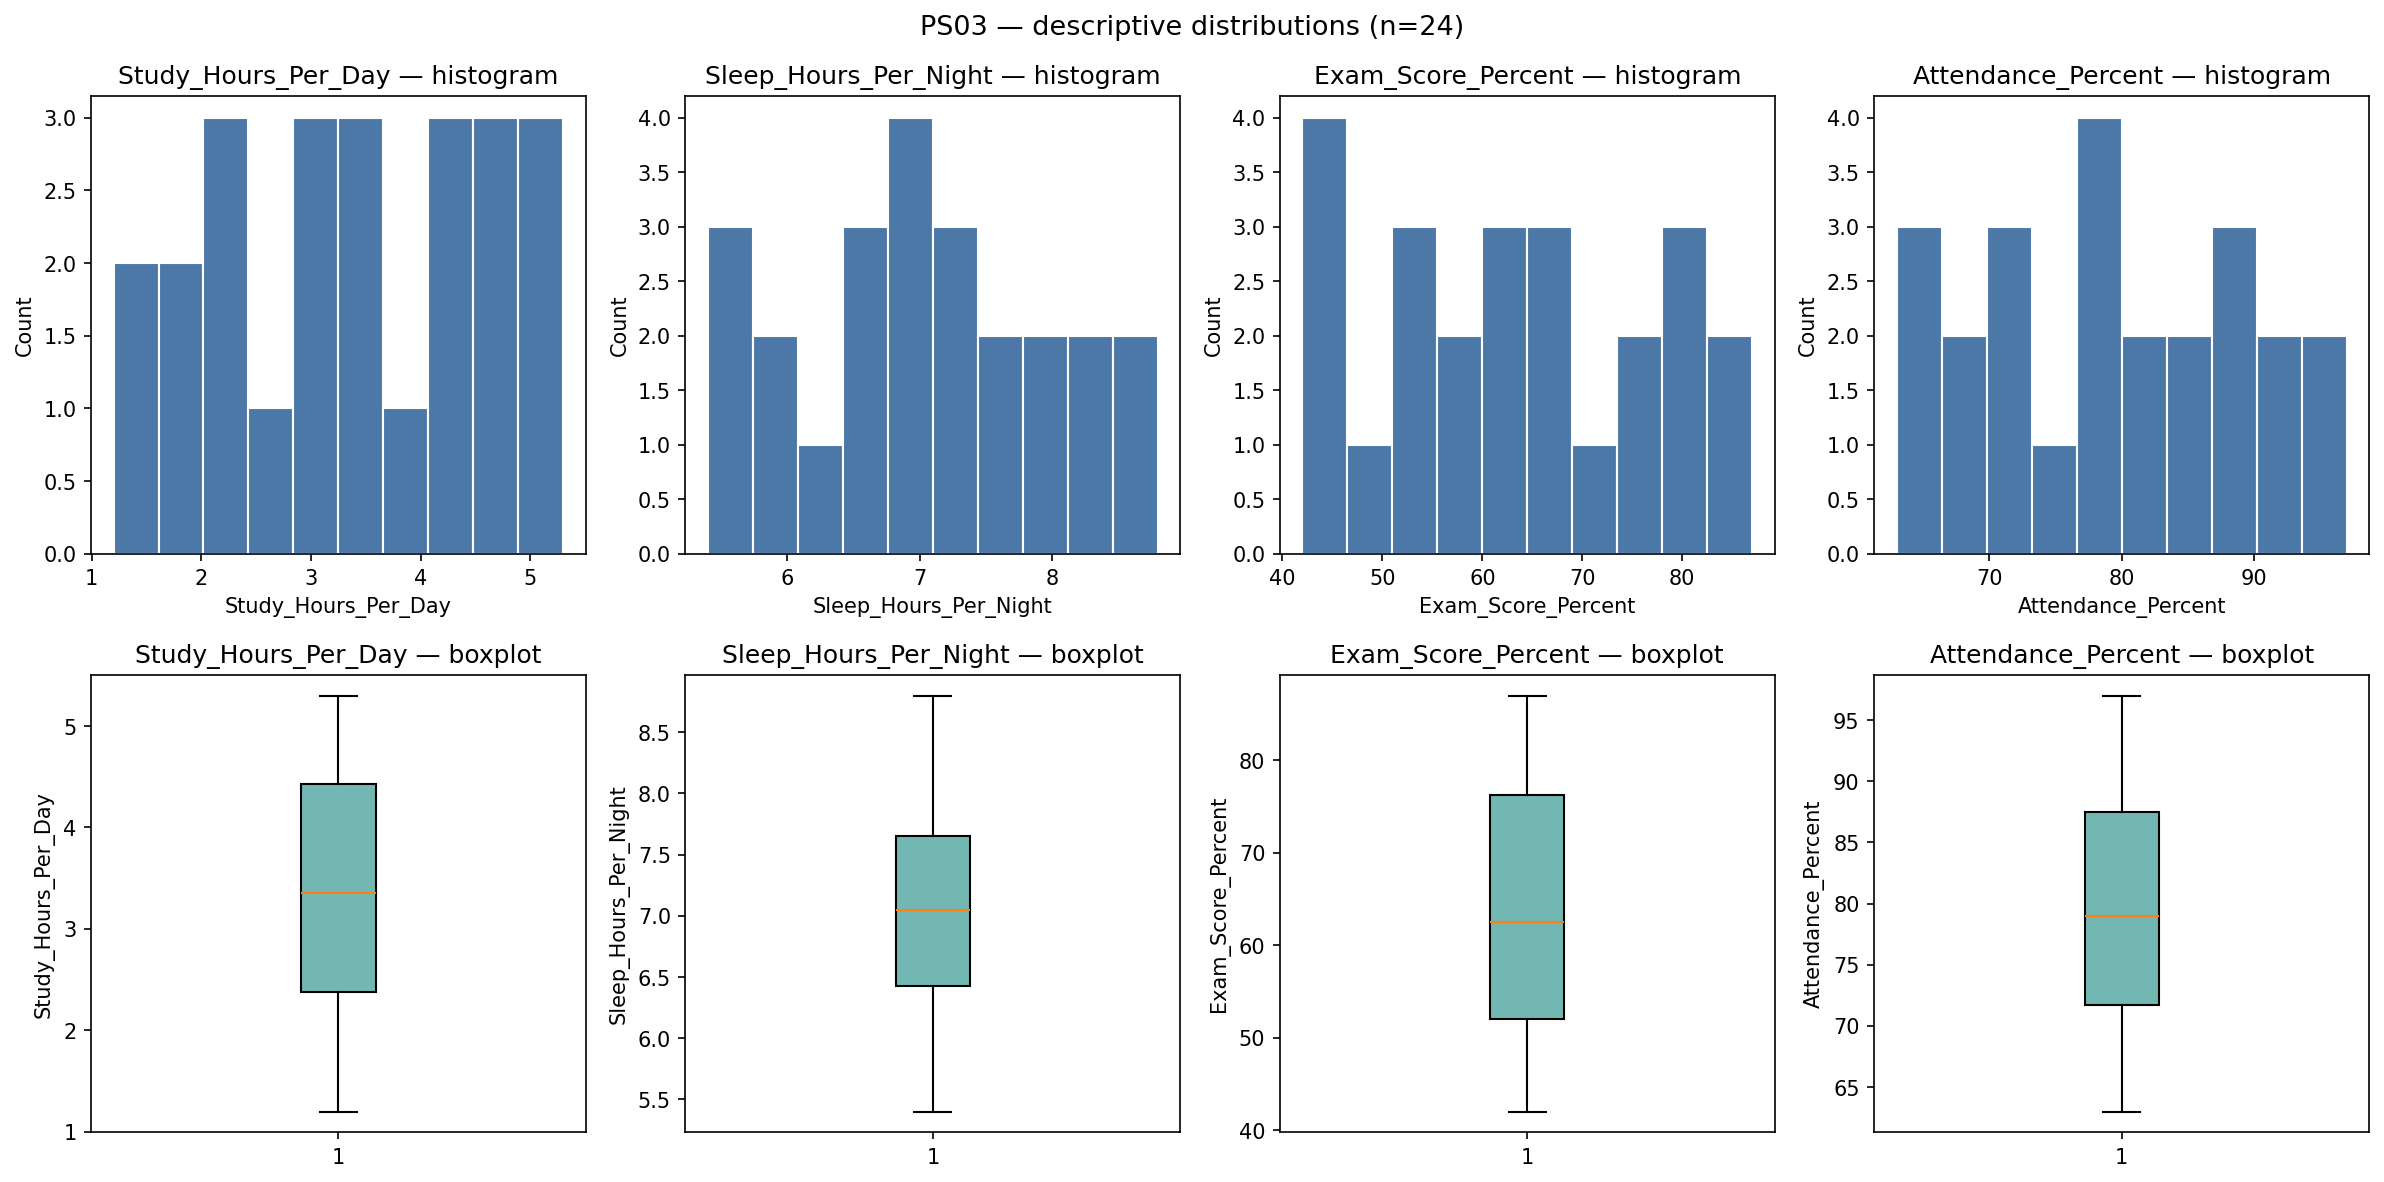 PS03 — descriptive distributions (n=24)
Study_Hours_Per_Day — histogram
3.0
2.5
2.0
1.5
1.0
0.5
0.0
Count
1 2 3 4 5
Study_Hours_Per_Day
Sleep_Hours_Per_Night — histogram
4.0
3.5
3.0
2.5
2.0
1.5
1.0
0.5
0.0
Count
6 7 8
Sleep_Hours_Per_Night
Exam_Score_Percent — histogram
4.0
3.5
3.0
2.5
2.0
1.5
1.0
0.5
0.0
Count
40 50 60 70 80
Exam_Score_Percent
Attendance_Percent — histogram
4.0
3.5
3.0
2.5
2.0
1.5
1.0
0.5
0.0
Count
70 80 90
Attendance_Percent
Study_Hours_Per_Day — boxplot
5
4
3
2
1
Study_Hours_Per_Day
1
Sleep_Hours_Per_Night — boxplot
8.5
8.0
7.5
7.0
6.5
6.0
5.5
Sleep_Hours_Per_Night
1
Exam_Score_Percent — boxplot
80
70
60
50
40
Exam_Score_Percent
1
Attendance_Percent — boxplot
95
90
85
80
75
70
65
Attendance_Percent
1